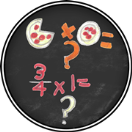 × =
?
3/4 × 1 =
?